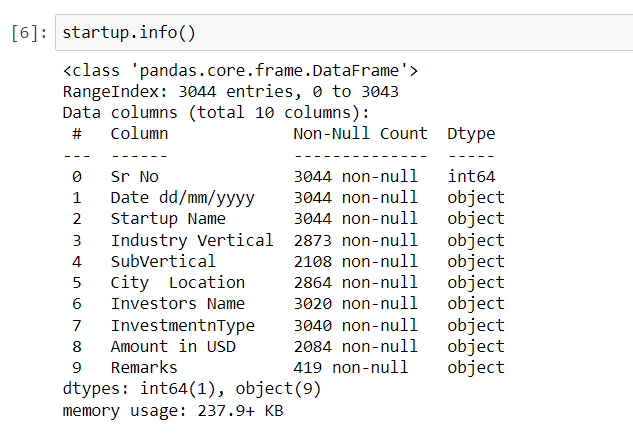 [6]: startup.info()
<class 'pandas.core.frame.DataFrame'>
RangeIndex: 3044 entries, 0 to 3043
Data columns (total 10 columns):
 #   Column             Non-Null Count  Dtype
---  ------             --------------  -----
 0   Sr No              3044 non-null   int64
 1   Date dd/mm/yyyy    3044 non-null   object
 2   Startup Name       3044 non-null   object
 3   Industry Vertical  2873 non-null   object
 4   SubVertical        2108 non-null   object
 5   City  Location     2864 non-null   object
 6   Investors Name     3020 non-null   object
 7   InvestmentnType    3040 non-null   object
 8   Amount in USD      2084 non-null   object
 9   Remarks            419 non-null    object
dtypes: int64(1), object(9)
memory usage: 237.9+ KB